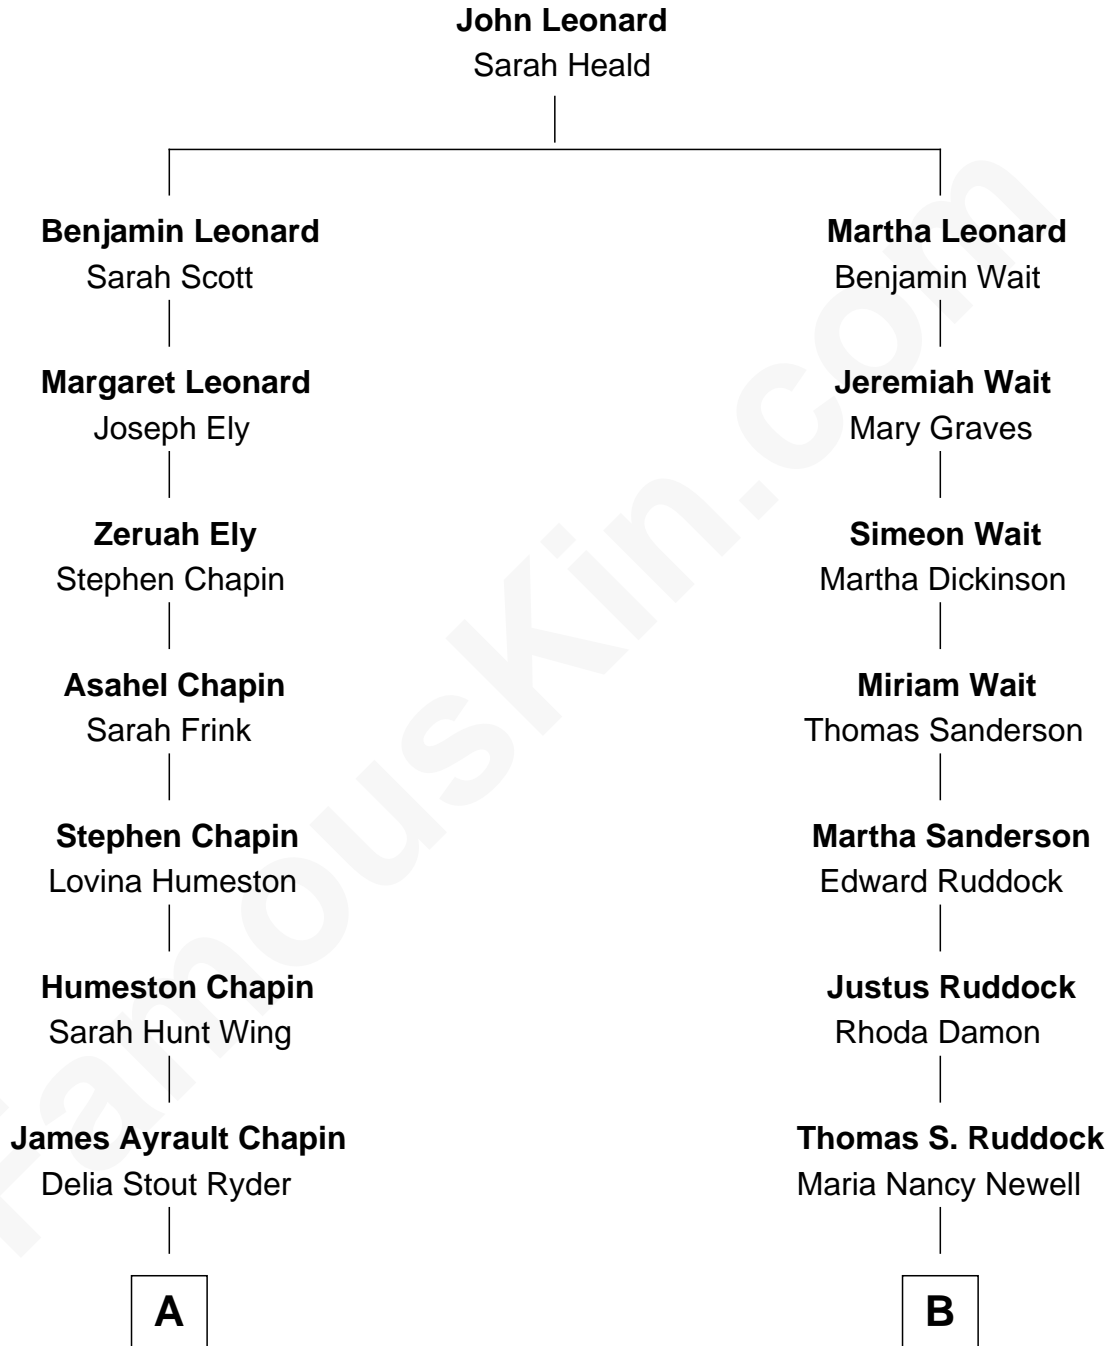 John Leonard
Sarah Heald
Benjamin Leonard
Sarah Scott
Martha Leonard
Benjamin Wait
Margaret Leonard
Joseph Ely
Jeremiah Wait
Mary Graves
Zeruah Ely
Stephen Chapin
Simeon Wait
Martha Dickinson
Asahel Chapin
Sarah Frink
Miriam Wait
Thomas Sanderson
Stephen Chapin
Lovina Humeston
Martha Sanderson
Edward Ruddock
Humeston Chapin
Sarah Hunt Wing
Justus Ruddock
Rhoda Damon
James Ayrault Chapin
Delia Stout Ryder
Thomas S. Ruddock
Maria Nancy Newell
A
B
FamousKin.com